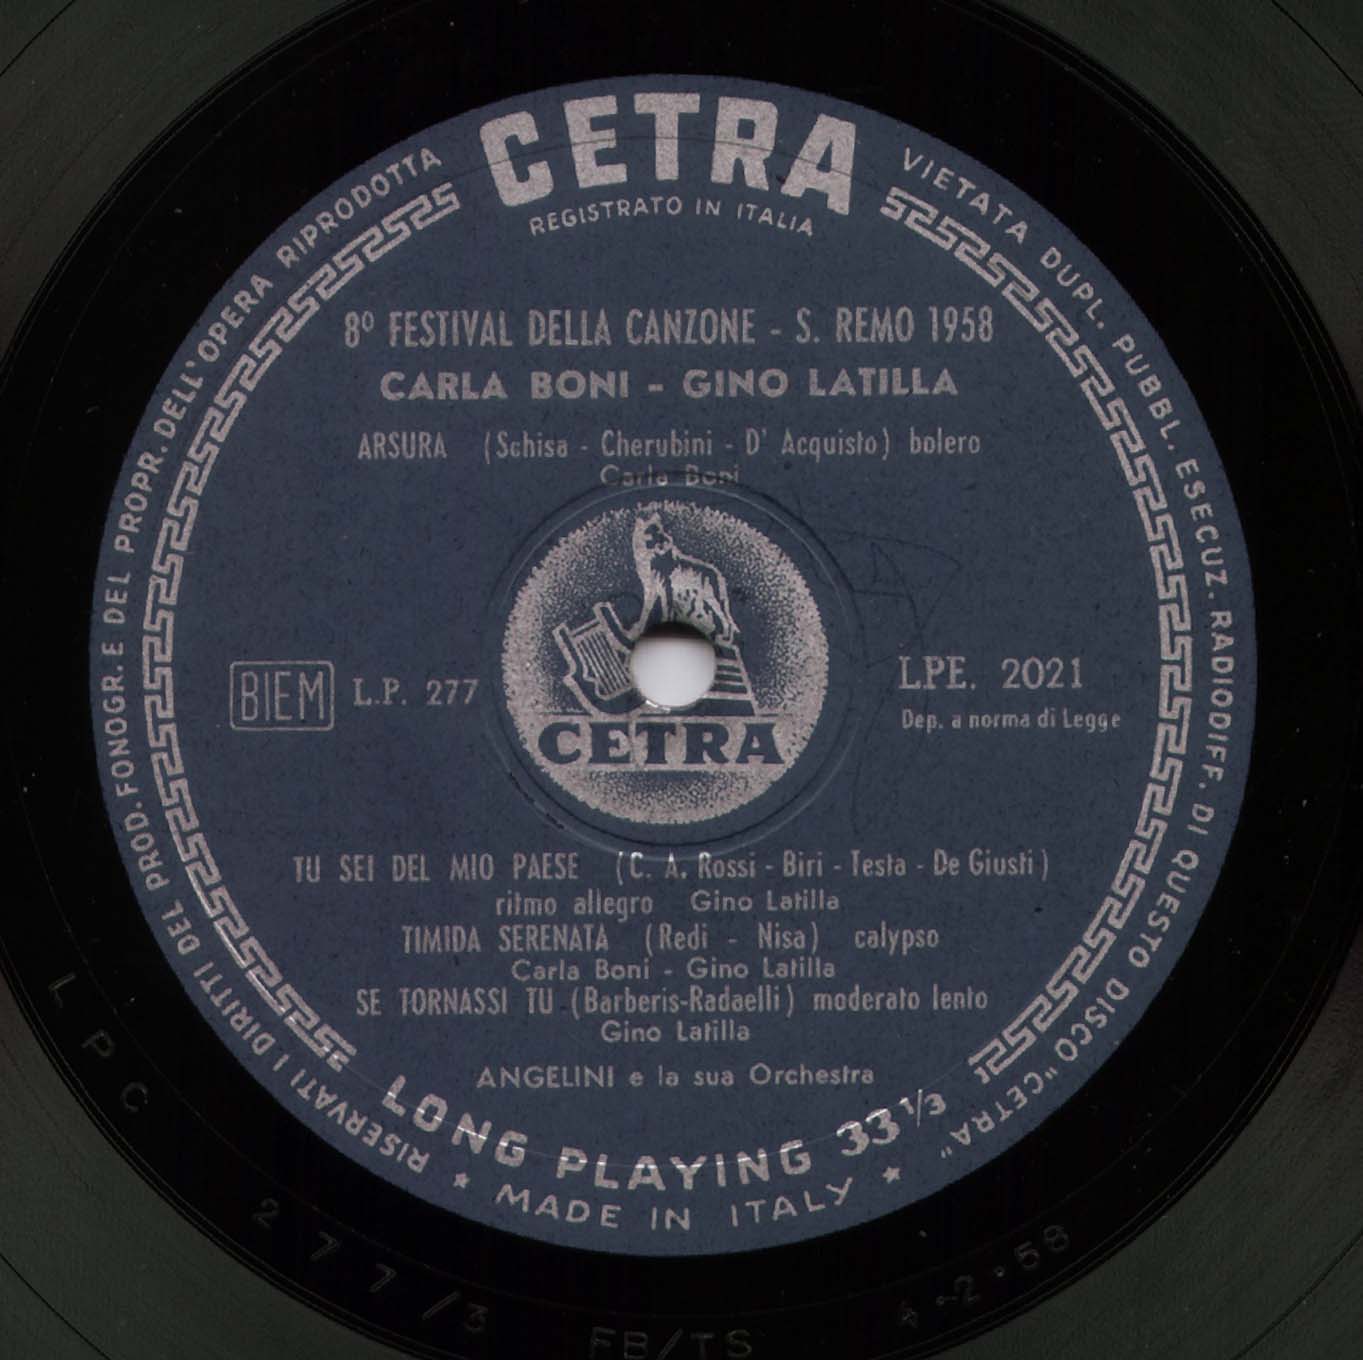 CETRA
REGISTRATO IN ITALIA
8º FESTIVAL DELLA CANZONE - S. REMO 1958
CARLA BONI - GINO LATILLA
ARSURA (Schisa - Cherubini - D' Acquisto) bolero
Carla Boni
BIEM L.P. 277
LPE. 2021
Dep. a norma di Legge
CETRA
TU SEI DEL MIO PAESE (C. A. Rossi - Biri - Testa - De Giusti)
ritmo allegro Gino Latilla
TIMIDA SERENATA (Redi - Nisa) calypso
Carla Boni - Gino Latilla
SE TORNASSI TU (Barberis-Radaelli) moderato lento
Gino Latilla
ANGELINI e la sua Orchestra
LONG PLAYING 33 1/3
★ MADE IN ITALY ★
RISERVATI I DIRITTI DEL PROD. FONOGR. E DEL PROPR. DELL'OPERA RIPRODOTTA
VIETATA DUPL. PUBBL. ESECUZ. RADIODIFF. DI QUESTO DISCO "CETRA"
LPC 277/3 FB/TS 4-2-58